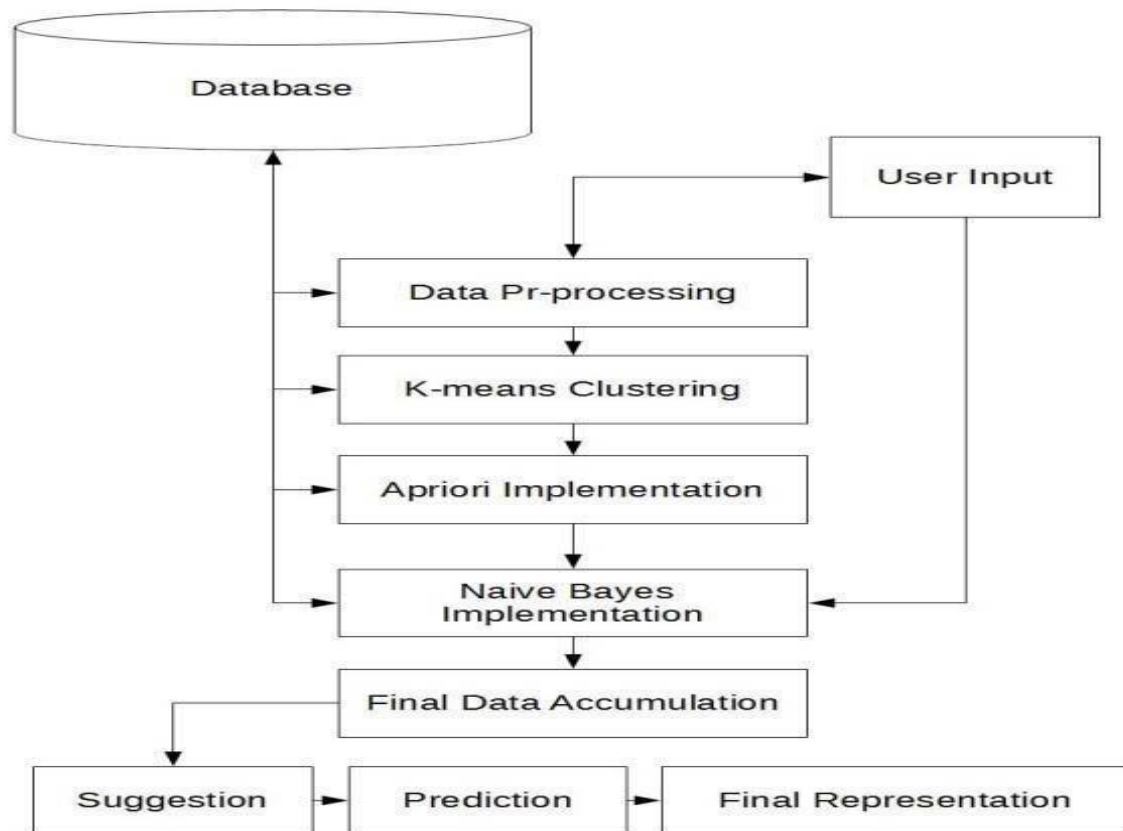 Database
User Input
Data Pr-processing
K-means Clustering
Apriori Implementation
Naive Bayes
Implementation
Final Data Accumulation
Suggestion
Prediction
Final Representation